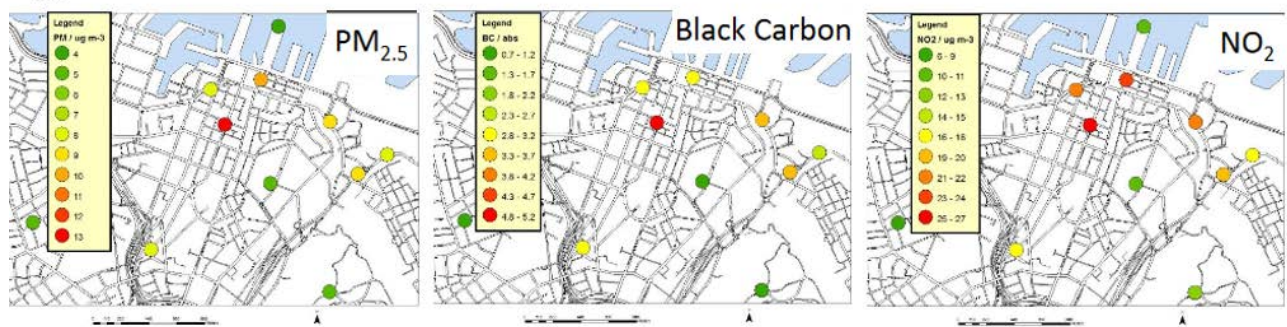 PM2.5
Legend
PM / ug m-3
4
5
6
7
8
9
10
11
12
13
Black Carbon
Legend
BC / abs
0.7 - 1.2
1.3 - 1.7
1.8 - 2.2
2.3 - 2.7
2.8 - 3.2
3.3 - 3.7
3.8 - 4.2
4.3 - 4.7
4.8 - 5.2
NO2
Legend
NO2 / ug m-3
6 - 9
10 - 11
12 - 13
14 - 15
16 - 18
19 - 20
21 - 22
23 - 24
25 - 27